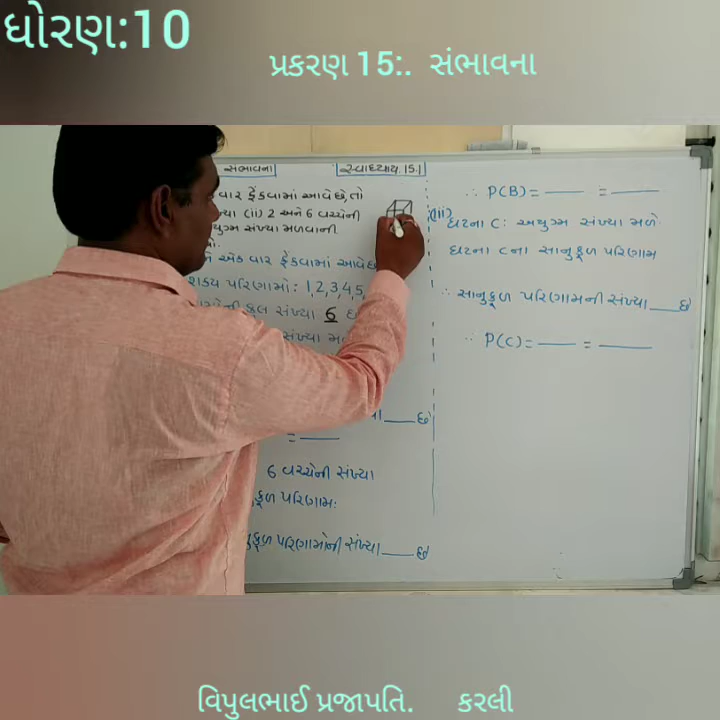 ધોરણ:10
પ્રકરણ 15:. સંભાવના
સંભાવના
સ્વાધ્યાય 15.1
વાર ફેંકવામાં આવે છે, તો
(ii) 2 અને 6 વચ્ચેની
સંખ્યા મળવાની
એક વાર ફેંકવામાં આવે છે
શક્ય પરિણામો: 1,2,3,4,5,
કુલ સંખ્યા 6 છે
સંખ્યા
___ છે
= ___
6 વચ્ચેની સંખ્યા
પરિણામ:
પરિણામોની સંખ્યા ___ છે
∴ P(B) = ___ = ___
(iii)
ઘટના C: અયુગ્મ સંખ્યા મળે
ઘટના C ના સાનુકૂળ પરિણામ
∴ સાનુકૂળ પરિણામની સંખ્યા ___ છે
∴ P(C) = ___ = ___
વિપુલભાઈ પ્રજાપતિ. કરલી